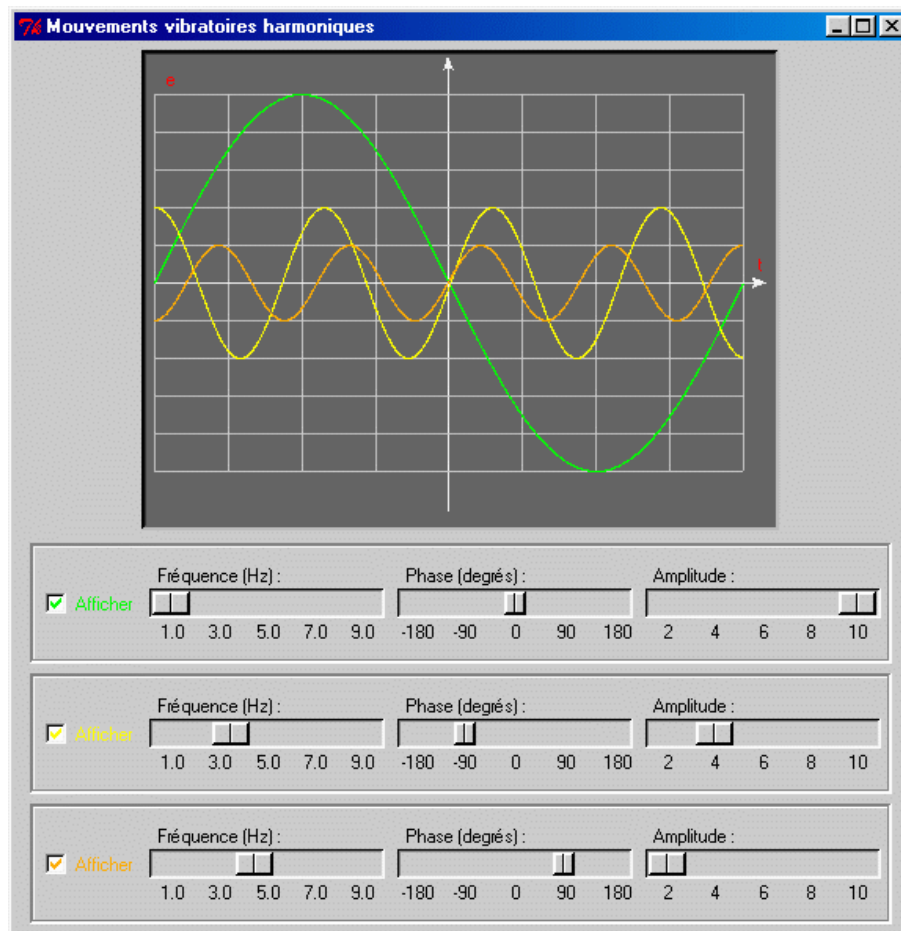 Mouvements vibratoires harmoniques
e
t
Fréquence (Hz) : Phase (degrés) : Amplitude :
Afficher
1.0 3.0 5.0 7.0 9.0 -180 -90 0 90 180 2 4 6 8 10
Fréquence (Hz) : Phase (degrés) : Amplitude :
Afficher
1.0 3.0 5.0 7.0 9.0 -180 -90 0 90 180 2 4 6 8 10
Fréquence (Hz) : Phase (degrés) : Amplitude :
Afficher
1.0 3.0 5.0 7.0 9.0 -180 -90 0 90 180 2 4 6 8 10